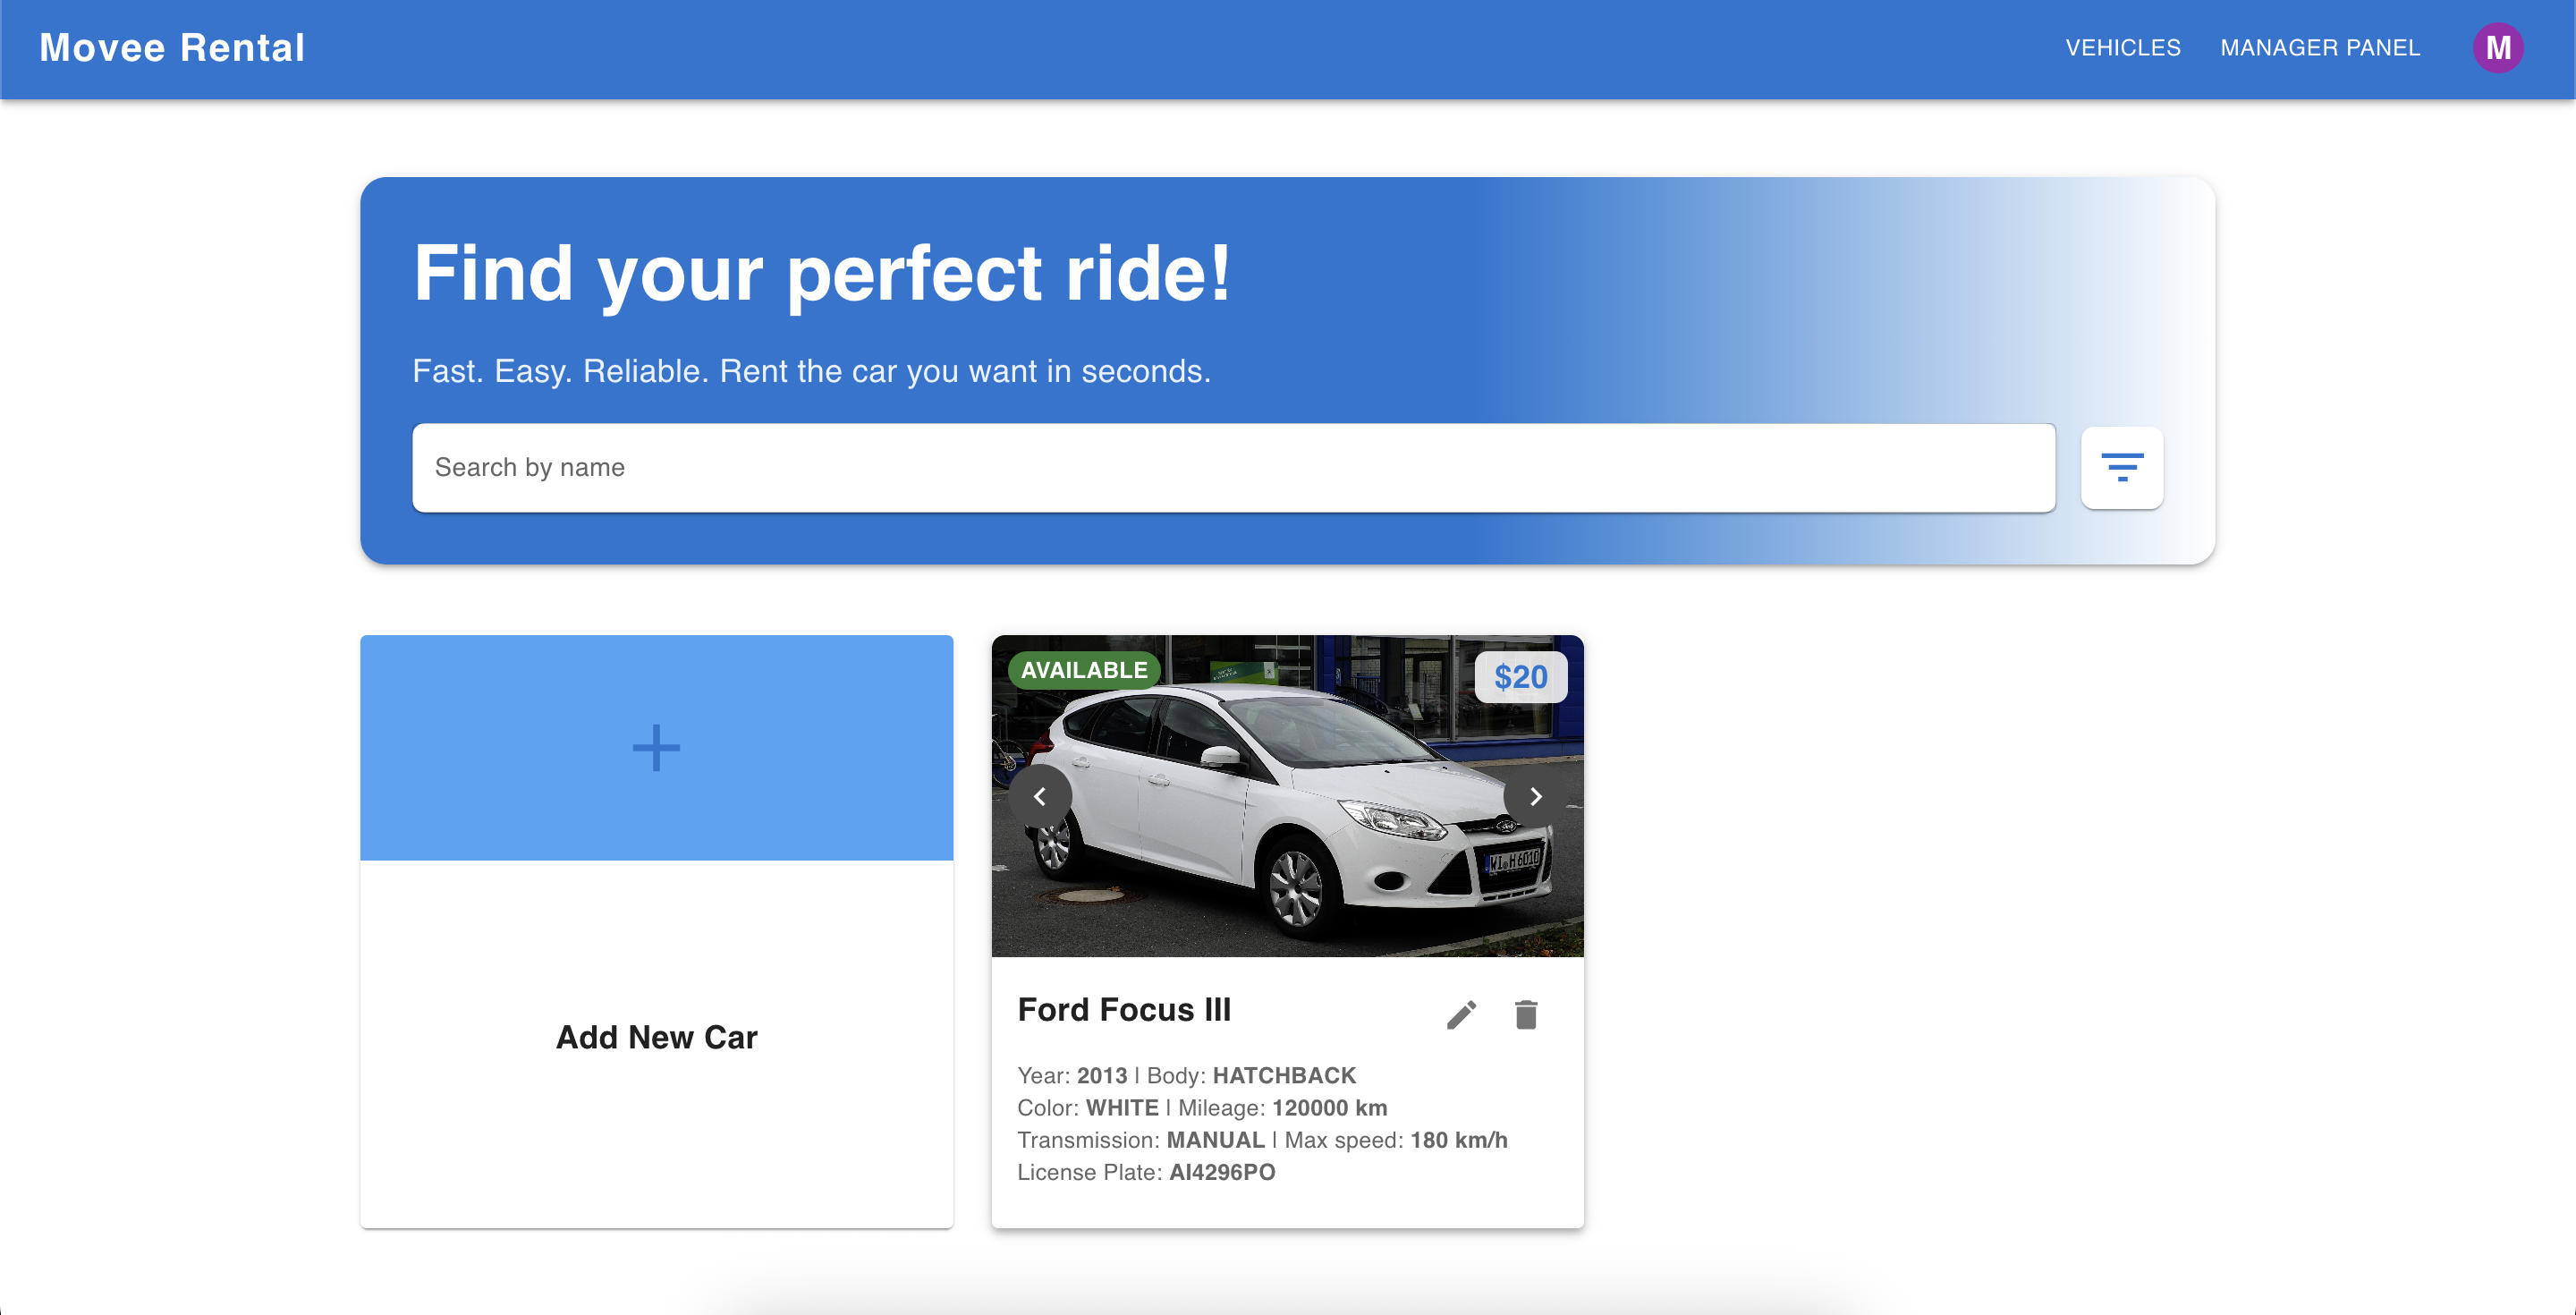 Movee Rental
VEHICLES
MANAGER PANEL
M
Find your perfect ride!
Fast. Easy. Reliable. Rent the car you want in seconds.
Search by name
AVAILABLE
$20
WI H 6010
Add New Car
Ford Focus III
Year: 2013 | Body: HATCHBACK
Color: WHITE | Mileage: 120000 km
Transmission: MANUAL | Max speed: 180 km/h
License Plate: AI4296PO